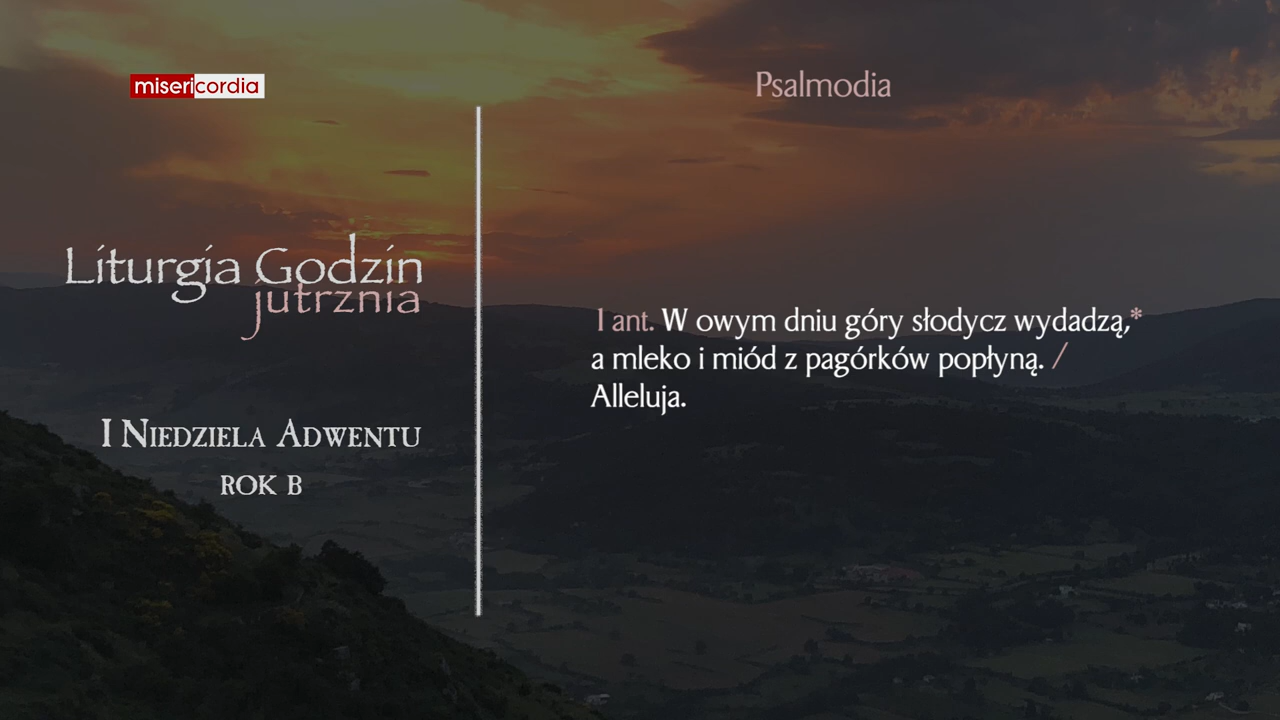 misericordia
Psalmodia
Liturgia Godzin
jutrznia
I Niedziela Adwentu
rok B
1 ant. W owym dniu góry słodycz wydadzą,*
a mleko i miód z pagórków popłyną. /
Alleluja.